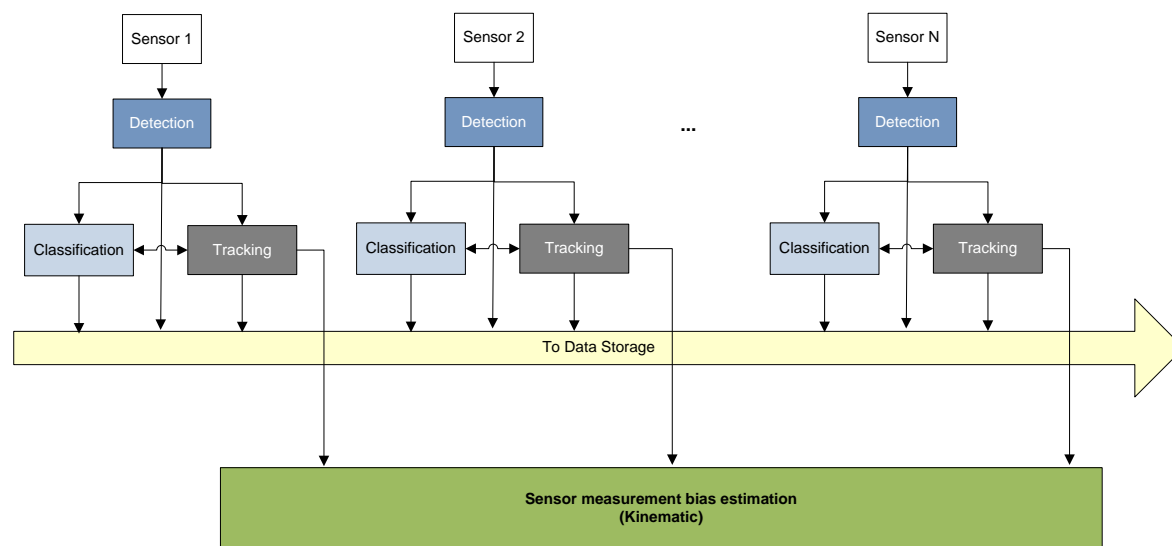 Sensor 1
Sensor 2
Sensor N
Detection
Detection
...
Detection
Classification
Tracking
Classification
Tracking
Classification
Tracking
To Data Storage
Sensor measurement bias estimation
(Kinematic)